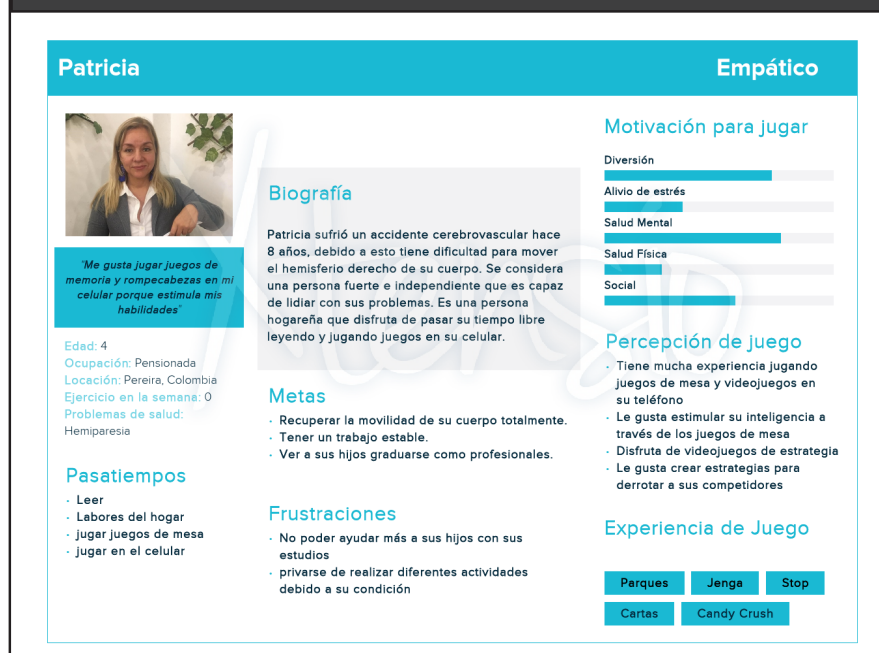 Patricia
Empático
"Me gusta jugar juegos de
memoria y rompecabezas en mi
celular porque estimula mis
habilidades"
Edad: 4
Ocupación: Pensionada
Locación: Pereira, Colombia
Ejercicio en la semana: 0
Problemas de salud:
Hemiparesia
Pasatiempos
· Leer
· Labores del hogar
· jugar juegos de mesa
· jugar en el celular
Biografía
Patricia sufrió un accidente cerebrovascular hace
8 años, debido a esto tiene dificultad para mover
el hemisferio derecho de su cuerpo. Se considera
una persona fuerte e independiente que es capaz
de lidiar con sus problemas. Es una persona
hogareña que disfruta de pasar su tiempo libre
leyendo y jugando juegos en su celular.
Metas
· Recuperar la movilidad de su cuerpo totalmente.
· Tener un trabajo estable.
· Ver a sus hijos graduarse como profesionales.
Frustraciones
· No poder ayudar más a sus hijos con sus
estudios
· privarse de realizar diferentes actividades
debido a su condición
Motivación para jugar
Diversión
Alivio de estrés
Salud Mental
Salud Física
Social
Percepción de juego
· Tiene mucha experiencia jugando
juegos de mesa y videojuegos en
su teléfono
· Le gusta estimular su inteligencia a
través de los juegos de mesa
· Disfruta de videojuegos de estrategia
· Le gusta crear estrategias para
derrotar a sus competidores
Experiencia de Juego
Parques Jenga Stop
Cartas Candy Crush
Xtensio